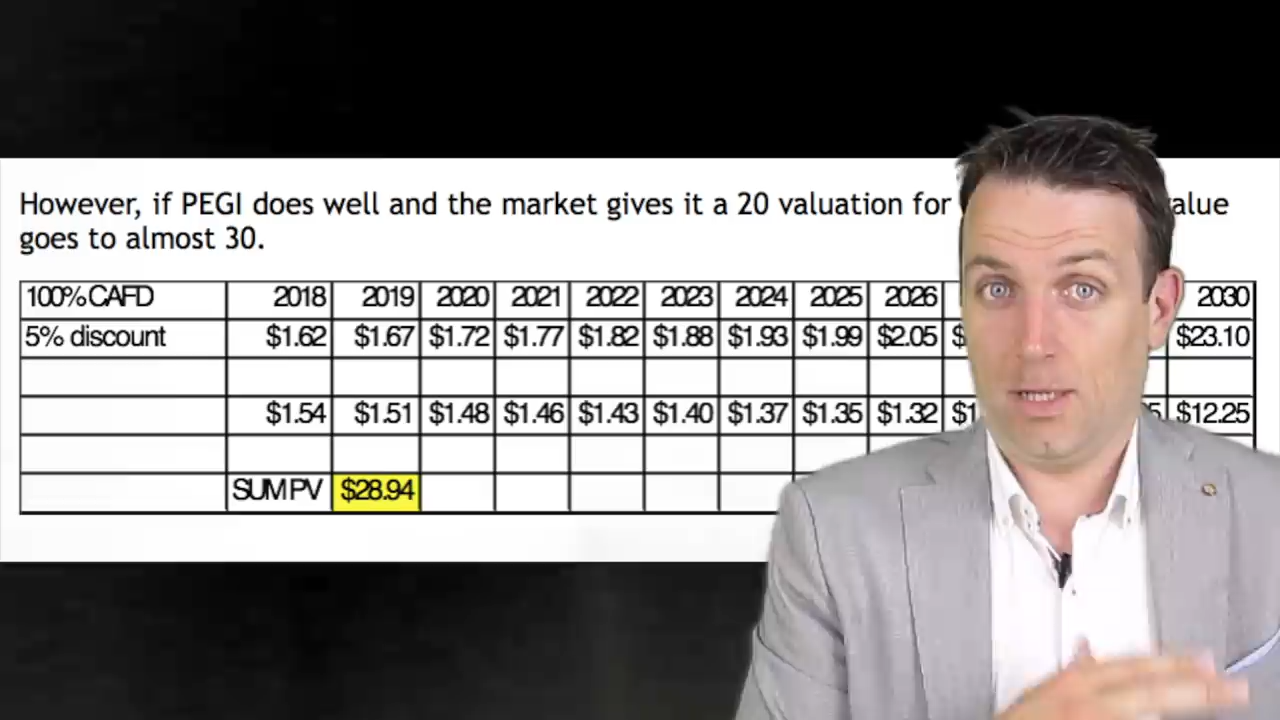 However, if PEGI does well and the market gives it a 20 valuation for
goes to almost 30.
100% CAFD 2018 2019 2020 2021 2022 2023 2024 2025 2026 2030
5% discount $1.62 $1.67 $1.72 $1.77 $1.82 $1.88 $1.93 $1.99 $2.05 $23.10
$1.54 $1.51 $1.48 $1.46 $1.43 $1.40 $1.37 $1.35 $1.32 $12.25
SUM PV $28.94